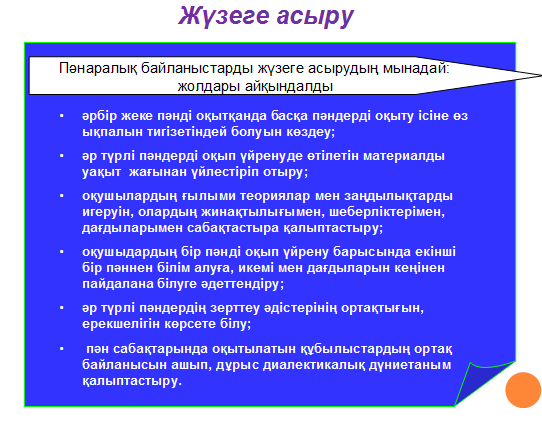 Жүзеге асыру
Пәнаралық байланыстарды жүзеге асырудың мынадай:
жолдары айқындалды
• әрбір жеке пәнді оқытқанда басқа пәндерді оқыту ісіне өз
ықпалын тигізетіндей болуын көздеу;
• әр түрлі пәндерді оқып үйренуде өтілетін материалды
уақыт жағынан үйлестіріп отыру;
• оқушылардың ғылыми теориялар мен заңдылықтарды
игеруін, олардың жинақтылығымен, шеберліктерімен,
дағдыларымен сабақтастыра қалыптастыру;
• оқушыдардың бір пәнді оқып үйрену барысында екінші
бір пәннен білім алуға, икемі мен дағдыларын кеңінен
пайдалана білуге әдеттендіру;
• әр түрлі пәндердің зерттеу әдістерінің ортақтығын,
ерекшелігін көрсете білу;
• пән сабақтарында оқытылатын құбылыстардың ортақ
байланысын ашып, дұрыс диалектикалық дүниетаным
қалыптастыру.